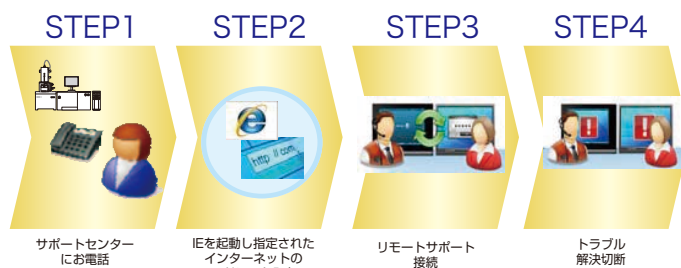 STEP1
STEP2
STEP3
STEP4
http://.com
サポートセンター
にお電話
IEを起動し指定された
インターネットの
リモートサポート
接続
トラブル
解決切断